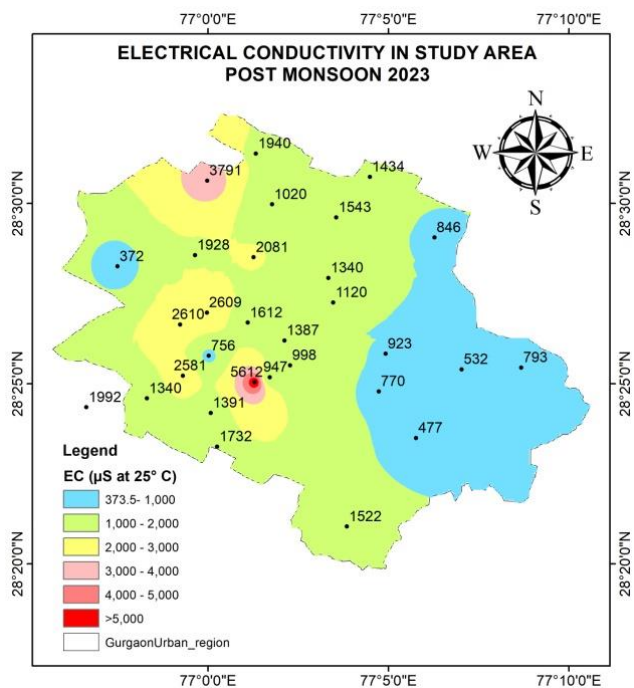 77°0'0"E 77°5'0"E 77°10'0"E
ELECTRICAL CONDUCTIVITY IN STUDY AREA
POST MONSOON 2023
N
W E
S
28°30'0"N 28°30'0"N
28°25'0"N 28°25'0"N
28°20'0"N 28°20'0"N
1940
3791
1434
1020
1543
846
372
1928
2081
1340
1120
2610
2609
1612
1387
756
998
923
532
793
2581
5612
947
770
1992
1340
1391
477
1732
1522
Legend
EC (µS at 25° C)
373.5- 1,000
1,000 - 2,000
2,000 - 3,000
3,000 - 4,000
4,000 - 5,000
>5,000
GurgaonUrban_region
77°0'0"E 77°5'0"E 77°10'0"E